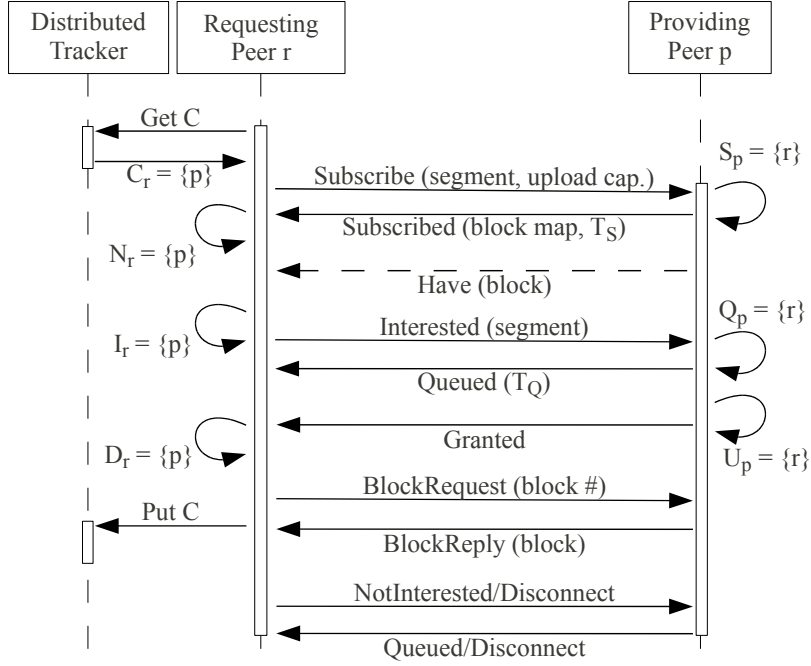 Distributed
Tracker
Requesting
Peer r
Providing
Peer p
Get C
C_r = {p}
S_p = {r}
Subscribe (segment, upload cap.)
Subscribed (block map, T_S)
N_r = {p}
Have (block)
Q_p = {r}
Interested (segment)
I_r = {p}
Queued (T_Q)
Granted
D_r = {p}
U_p = {r}
BlockRequest (block #)
Put C
BlockReply (block)
NotInterested/Disconnect
Queued/Disconnect